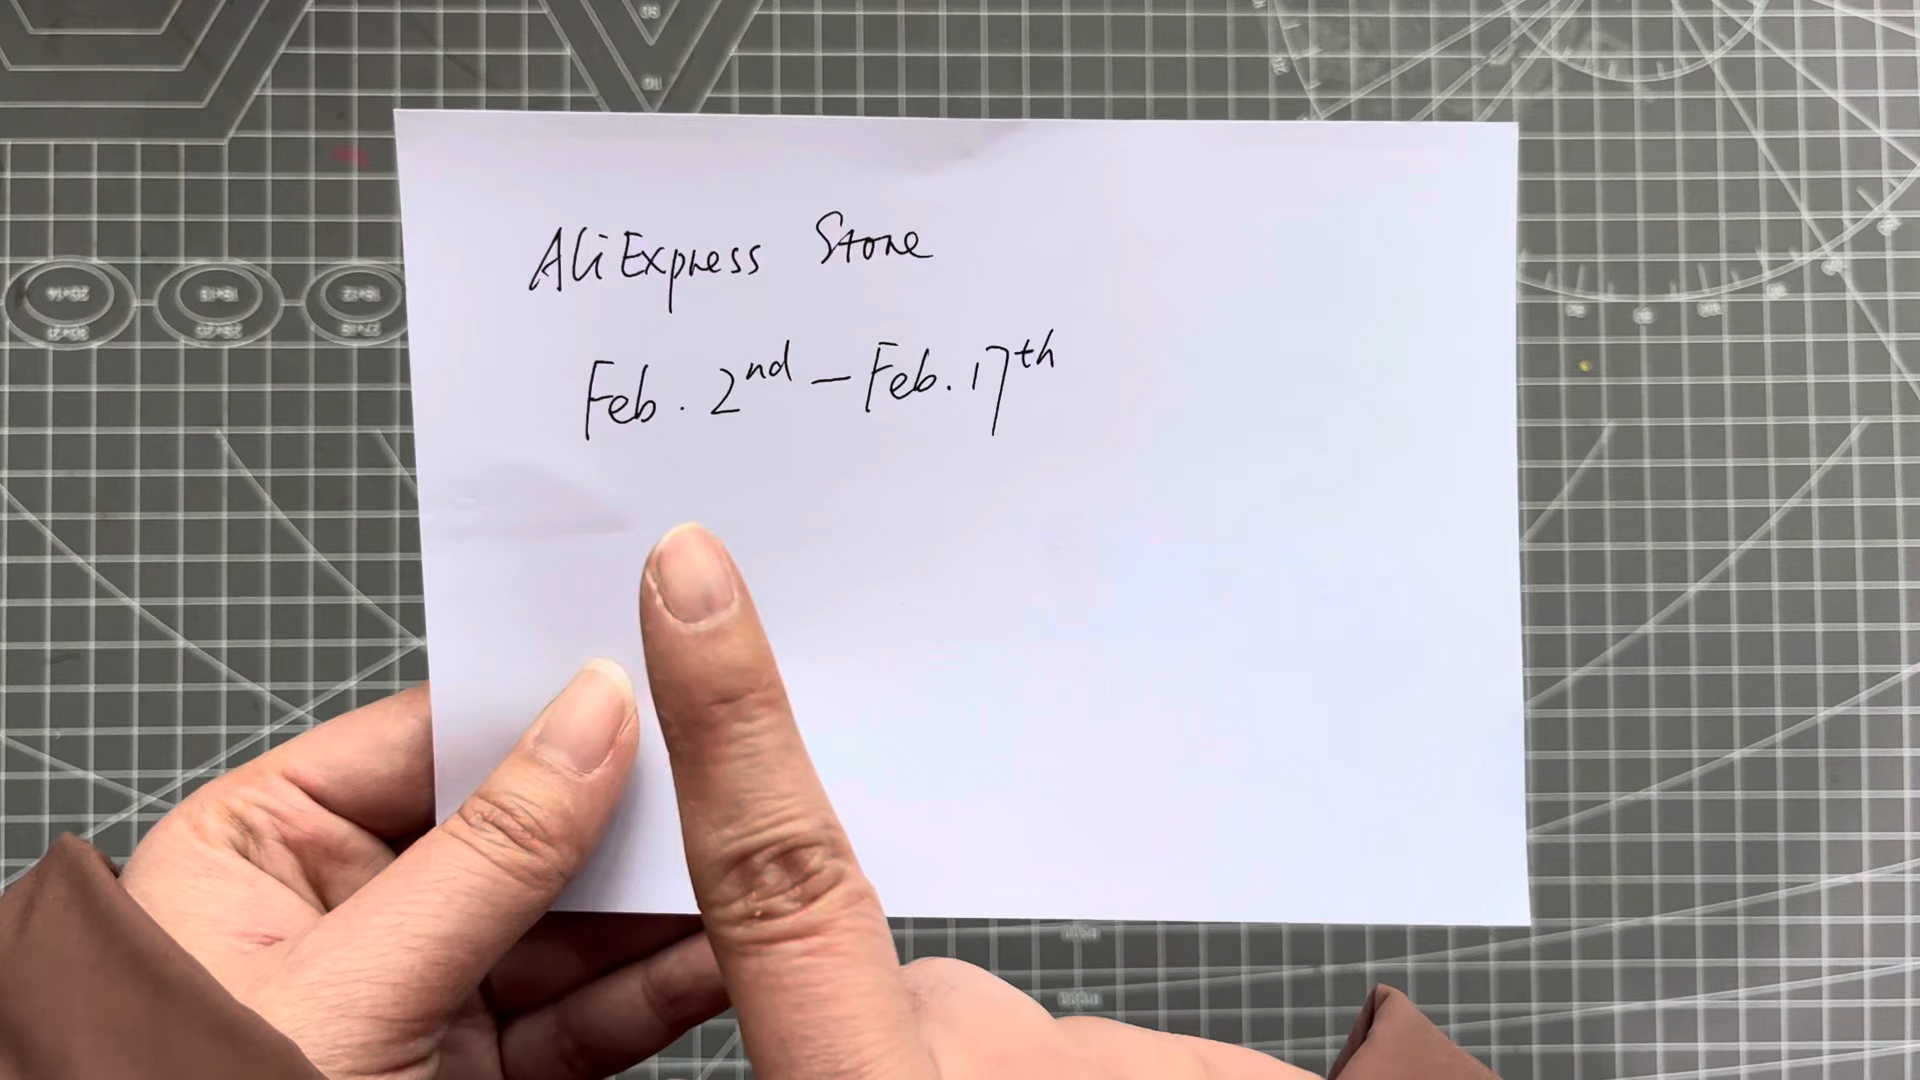 AliExpress Store
Feb. 2nd – Feb. 17th